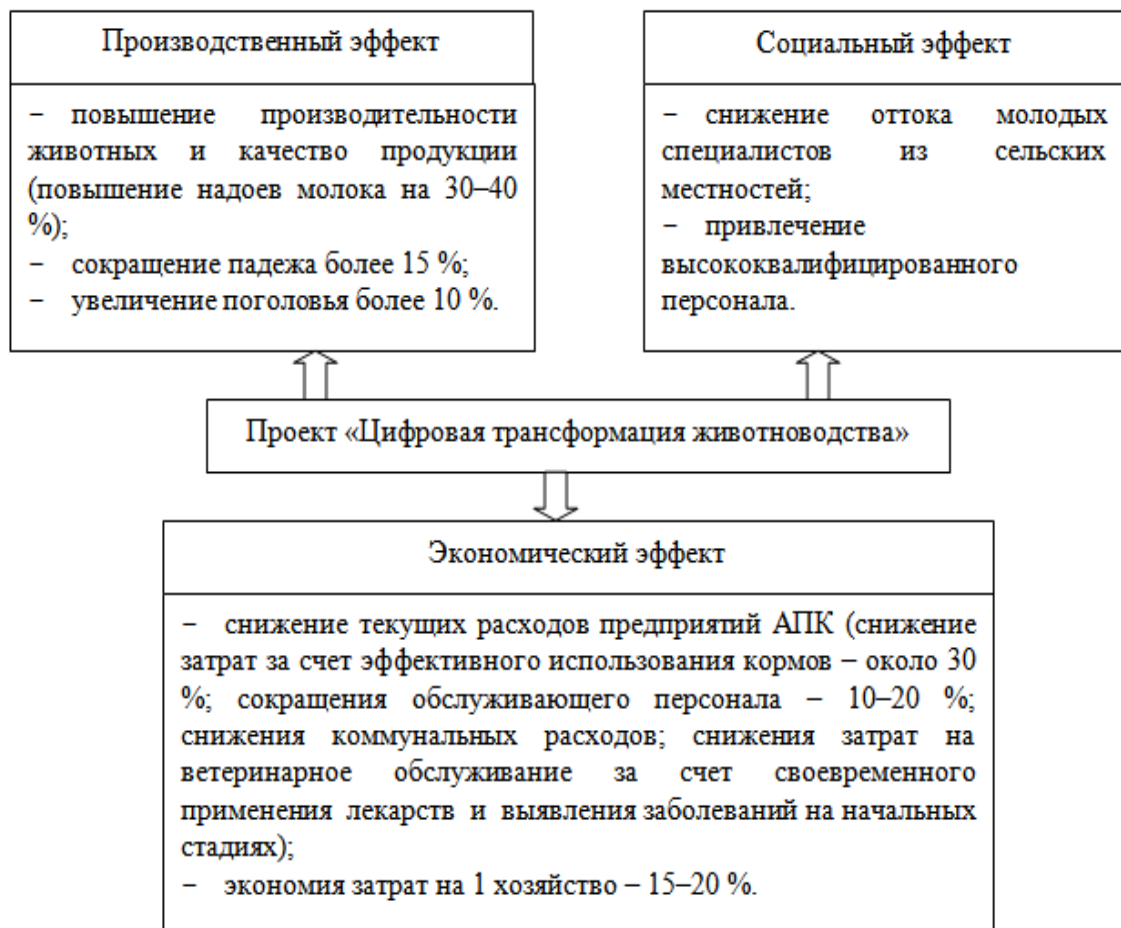 Производственный эффект
– повышение производительности
животных и качество продукции
(повышение надоев молока на 30–40
%);
– сокращение падежа более 15 %;
– увеличение поголовья более 10 %.
Социальный эффект
– снижение оттока молодых
специалистов из сельских
местностей;
– привлечение
высококвалифицированного
персонала.
Проект «Цифровая трансформация животноводства»
Экономический эффект
– снижение текущих расходов предприятий АПК (снижение
затрат за счет эффективного использования кормов – около 30
%; сокращения обслуживающего персонала – 10–20 %;
снижения коммунальных расходов; снижения затрат на
ветеринарное обслуживание за счет своевременного
применения лекарств и выявления заболеваний на начальных
стадиях);
– экономия затрат на 1 хозяйство – 15–20 %.